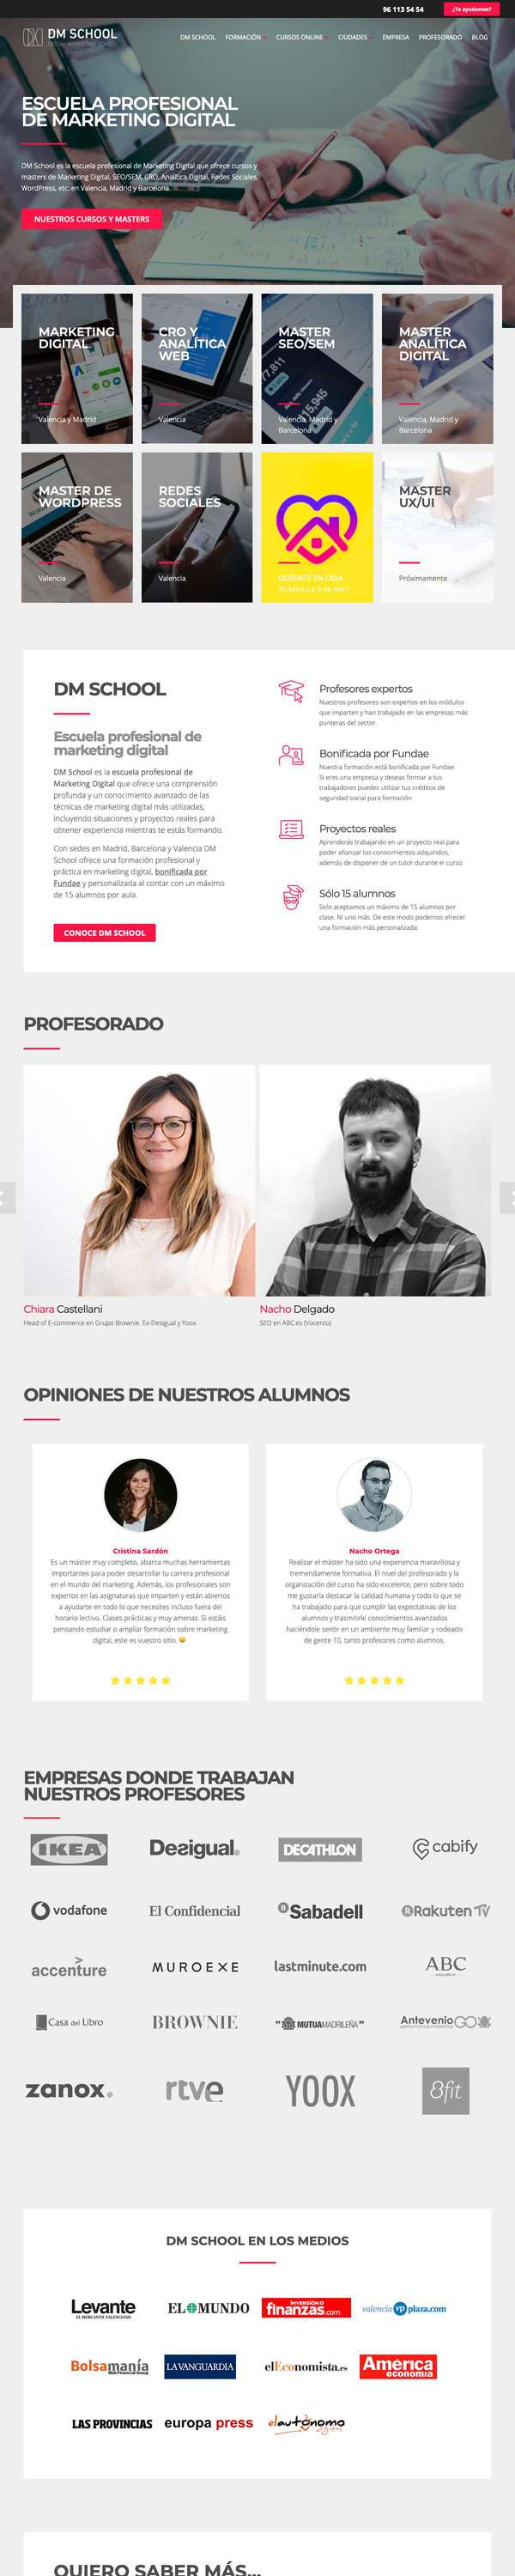 96 113 54 54
¿Te ayudamos?
DM SCHOOL
DIGITAL MARKETING SCHOOL
DM SCHOOL FORMACIÓN CURSOS ONLINE CIUDADES EMPRESA PROFESORADO BLOG
ESCUELA PROFESIONAL
DE MARKETING DIGITAL
DM School es la escuela profesional de Marketing Digital que ofrece cursos y
masters de Marketing Digital, SEO/SEM, CRO, Analítica Digital, Redes Sociales,
WordPress, etc. en Valencia, Madrid y Barcelona.
NUESTROS CURSOS Y MASTERS
MARKETING
DIGITAL
Valencia y Madrid
CRO Y
ANALÍTICA
WEB
Valencia
MASTER
SEO/SEM
Valencia, Madrid y
Barcelona
MASTER
ANALÍTICA
DIGITAL
Valencia, Madrid y
Barcelona
MASTER DE
WORDPRESS
Valencia
REDES
SOCIALES
Valencia
QUÉDATE EN CASA
30 Marzo a 5 de Abril
MASTER
UX/UI
Próximamente
DM SCHOOL
Escuela profesional de
marketing digital
DM School es la escuela profesional de
Marketing Digital que ofrece una comprensión
profunda y un conocimiento avanzado de las
técnicas de marketing digital más utilizadas,
incluyendo situaciones y proyectos reales para
obtener experiencia mientras te estás formando.
Con sedes en Madrid, Barcelona y Valencia DM
School ofrece una formación profesional y
práctica en marketing digital, bonificada por
Fundae y personalizada al contar con un máximo
de 15 alumnos por aula.
CONOCE DM SCHOOL
Profesores expertos
Nuestros profesores son expertos en los módulos
que imparten y han trabajado en las empresas más
punteras del sector.
Bonificada por Fundae
Nuestra formación está bonificada por Fundae.
Si eres una empresa y deseas formar a tus
trabajadores puedes utilizar tus créditos de
seguridad social para formación.
Proyectos reales
Aprenderás trabajando en un proyecto real para
poder afianzar los conocimientos adquiridos,
además de disponer de un tutor durante el curso.
Sólo 15 alumnos
Solo aceptamos un máximo de 15 alumnos por
clase. Ni uno más. De este modo podemos ofrecer
una formación más personalizada.
PROFESORADO
Chiara Castellani
Head of E-commerce en Grupo Brownie. Ex-Desigual y Yoox
Nacho Delgado
SEO en ABC.es (Vocento)
OPINIONES DE NUESTROS ALUMNOS
Cristina Sardón
Es un máster muy completo, abarca muchas herramientas
importantes para poder desarrollar tu carrera profesional
en el mundo del marketing. Además, los profesionales son
expertos en las asignaturas que imparten y están abiertos
a ayudarte en todo lo que necesites incluso fuera del
horario lectivo. Clases prácticas y muy amenas. Si estáis
pensando estudiar o ampliar formación sobre marketing
digital, este es vuestro sitio. 😀
Nacho Ortega
Realizar el máster ha sido una experiencia maravillosa y
tremendamente formativa. El nivel del profesorado y la
organización del curso ha sido excelente, pero sobre todo
me gustaría destacar la calidad humana y todo lo que se
ha trabajado para que cumplir las expectativas de los
alumnos y trasmitirle conocimientos avanzados
haciéndole sentir en un ambiente muy familiar y rodeado
de gente 10, tanto profesores como alumnos.
EMPRESAS DONDE TRABAJAN
NUESTROS PROFESORES
IKEA Desigual. DECATHLON cabify
vodafone El Confidencial Sabadell Rakuten TV
accenture MUROEXE lastminute.com ABC
Casa del Libro BROWNIE MUTUAMADRILEÑA Antevenio GO
zanox. rtve YOOX 8fit
DM SCHOOL EN LOS MEDIOS
Levante
EL MERCANTIL VALENCIANO
EL MUNDO
INVERSIÓN &
finanzas.com
valencia vp plaza.com
Bolsamanía
Web Financial Group
LAVANGUARDIA
elEconomista.es
América
economía
LAS PROVINCIAS
europa press
elautónomo
digital
QUIERO SABER MÁS...